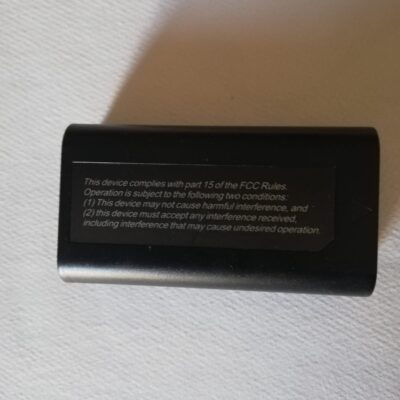 This device complies with part 15 of the FCC Rules.
Operation is subject to the following two conditions:
(1) This device may not cause harmful interference, and
(2) this device must accept any interference received,
including interference that may cause undesired operation.